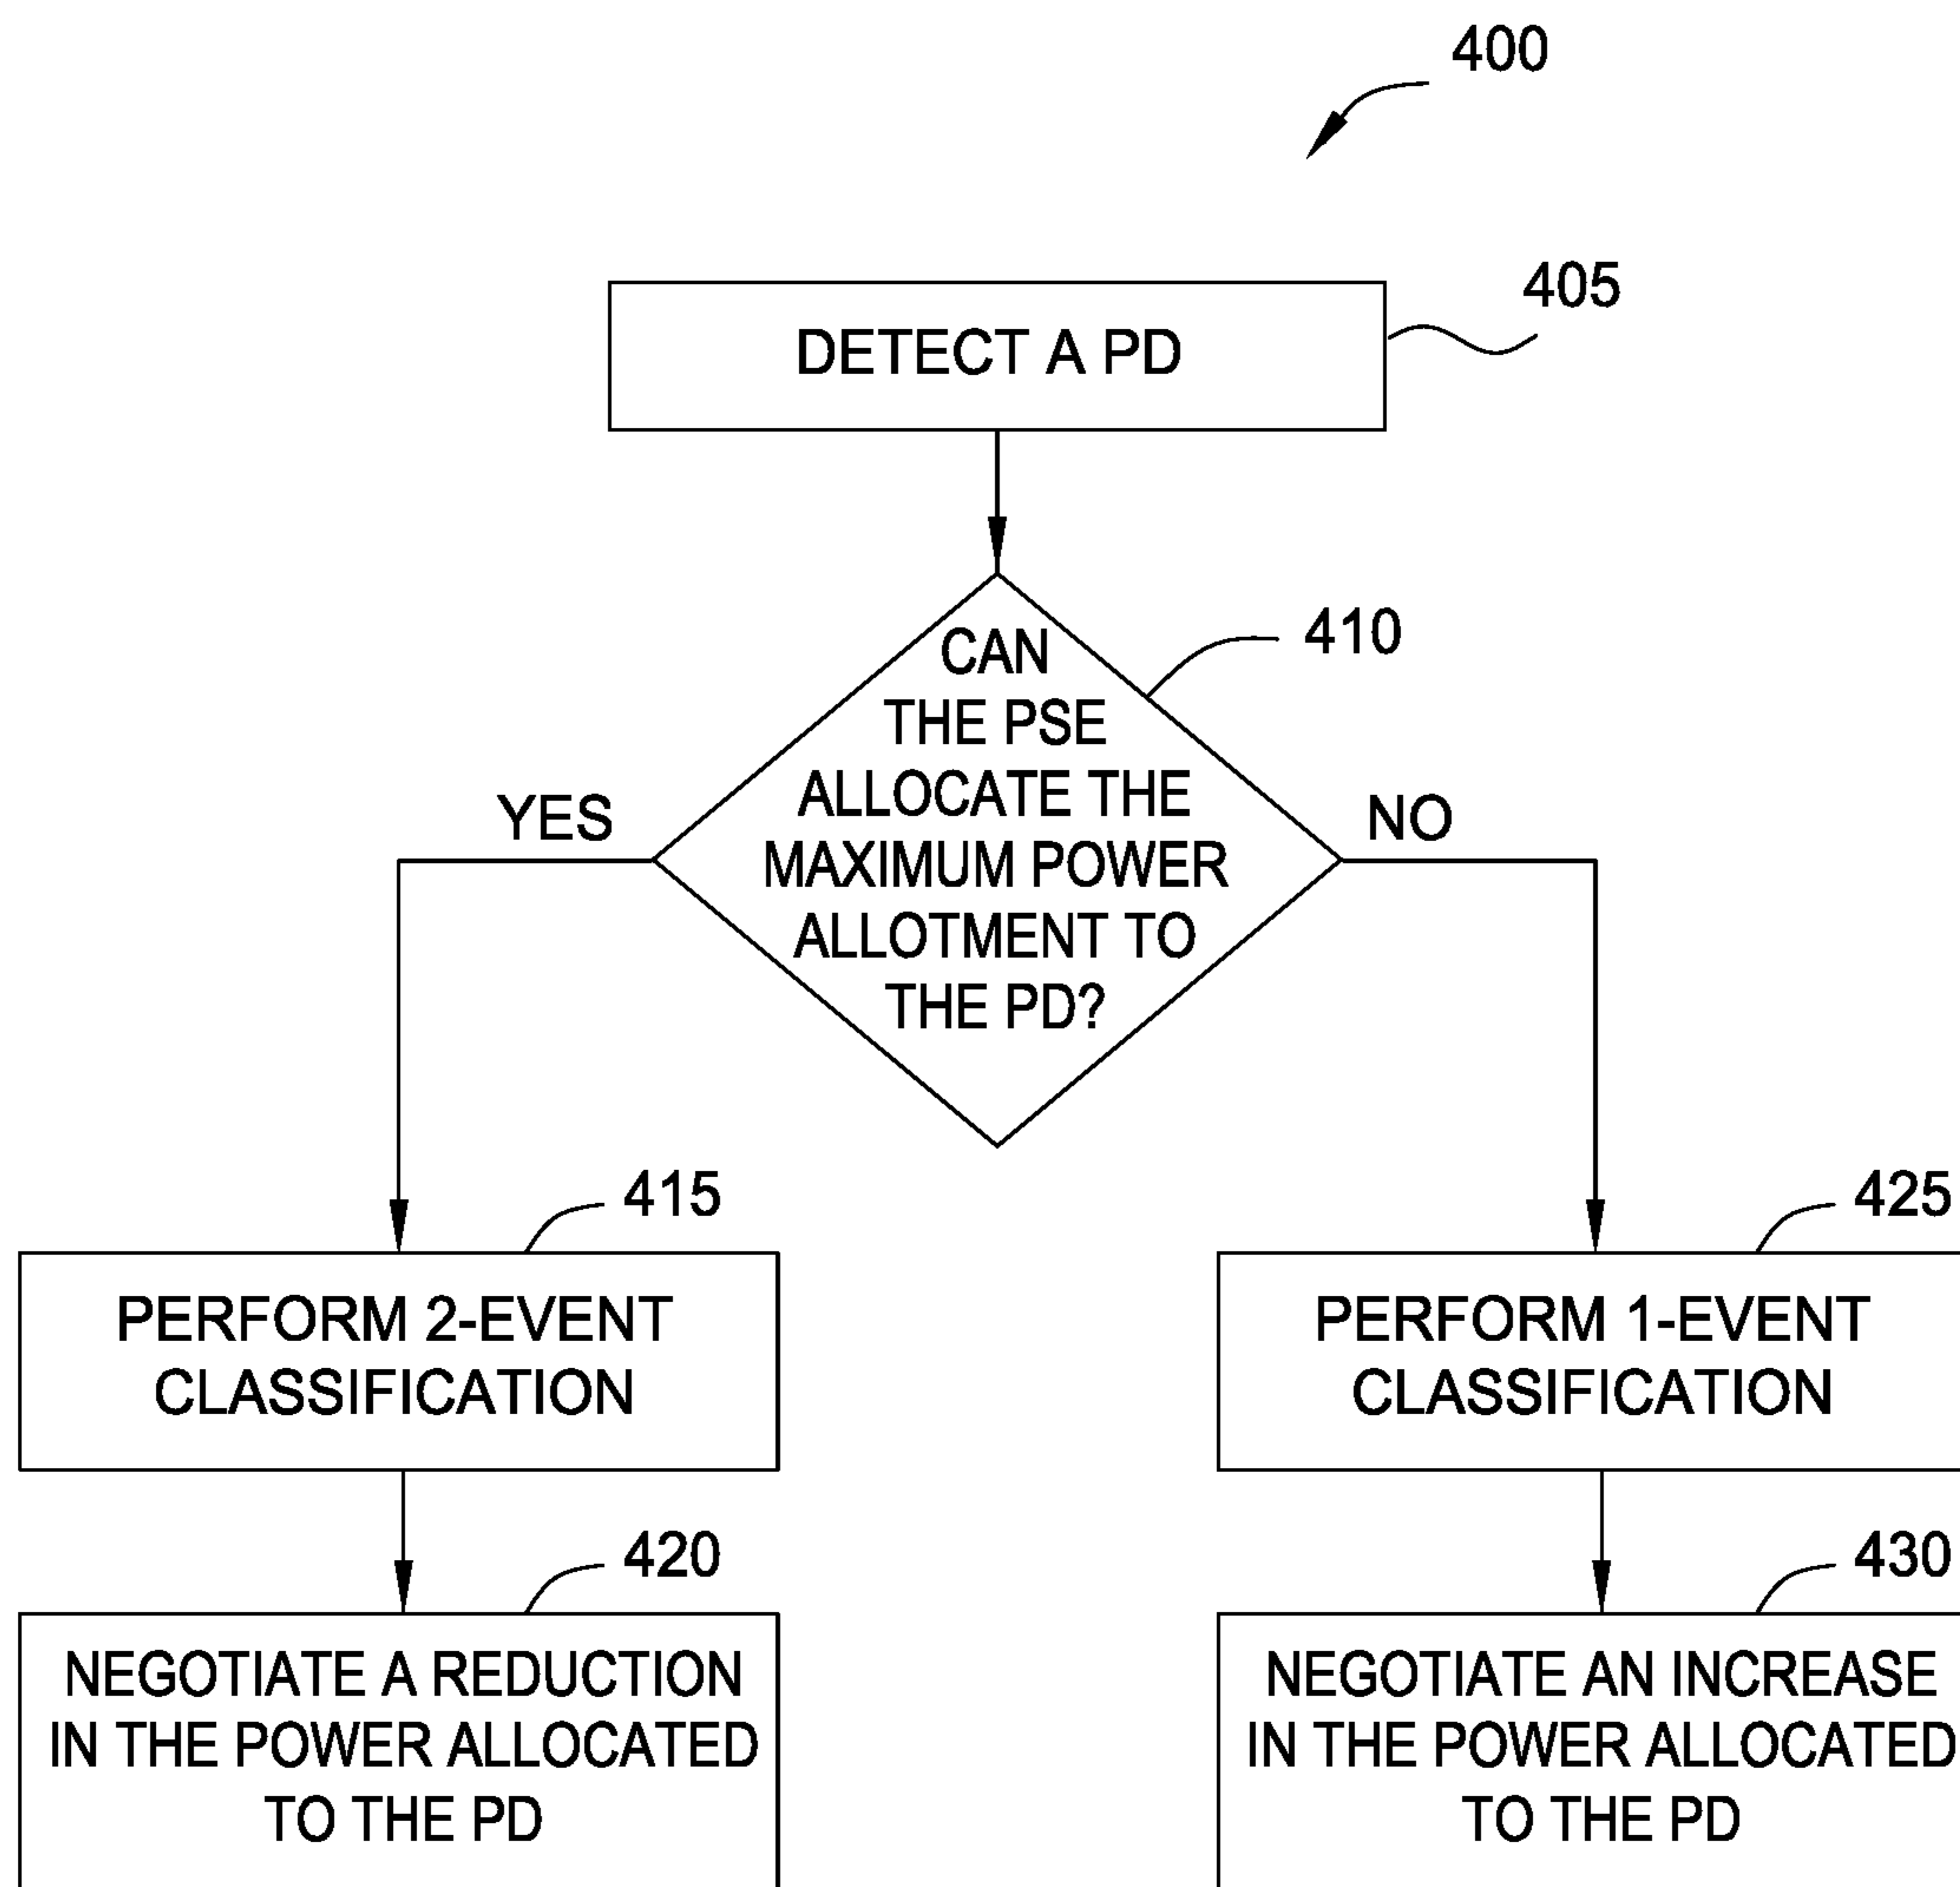 400
405
DETECT A PD
410
CAN
THE PSE
ALLOCATE THE
MAXIMUM POWER
ALLOTMENT TO
THE PD?
YES
NO
415
PERFORM 2-EVENT
CLASSIFICATION
425
PERFORM 1-EVENT
CLASSIFICATION
420
NEGOTIATE A REDUCTION
IN THE POWER ALLOCATED
TO THE PD
430
NEGOTIATE AN INCREASE
IN THE POWER ALLOCATED
TO THE PD